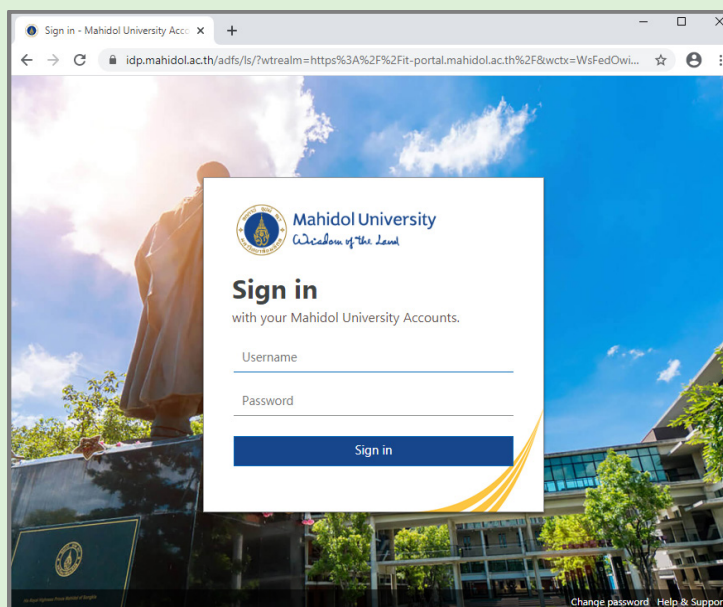 Sign in - Mahidol University Acco
idp.mahidol.ac.th/adfs/ls/?wtrealm=https%3A%2F%2Fit-portal.mahidol.ac.th%2F&wctx=WsFedOwi...
Mahidol University
Wisdom of the Land
Sign in
with your Mahidol University Accounts.
Username
Password
Sign in
Change password Help & Suppor